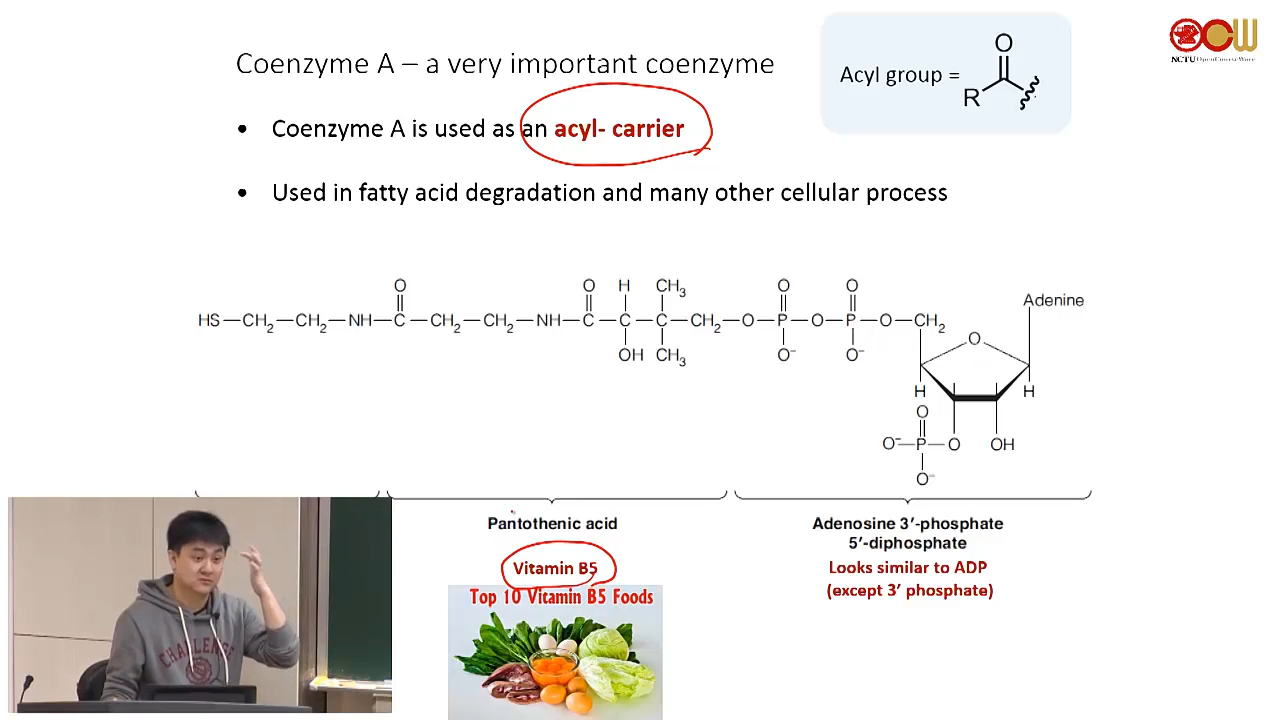 Coenzyme A – a very important coenzyme
Acyl group =
O
R
NCTU OpenCourseWare
• Coenzyme A is used as an acyl- carrier
• Used in fatty acid degradation and many other cellular process
O O H CH3 O O Adenine
HS—CH2—CH2—NH—C—CH2—CH2—NH—C—C—C—CH2—O—P—O—P—O—CH2
O
OH CH3 O⁻ O⁻
H H
O
O⁻—P—O OH
O⁻
Pantothenic acid
Vitamin B5
Top 10 Vitamin B5 Foods
Adenosine 3′-phosphate
5′-diphosphate
Looks similar to ADP
(except 3′ phosphate)
CHALLENGE